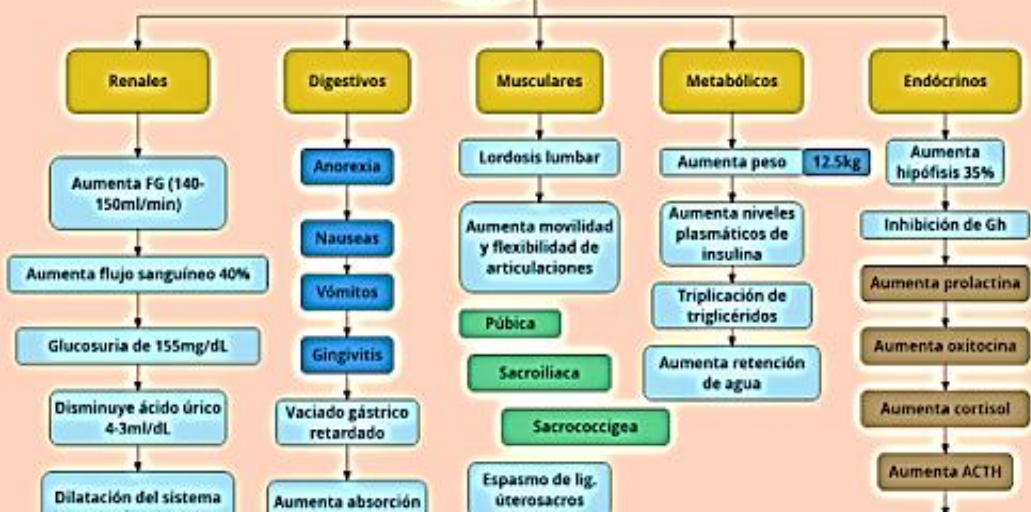 Renales
Aumenta FG (140-
150ml/min)
Aumenta flujo sanguíneo 40%
Glucosuria de 155mg/dL
Disminuye ácido úrico
4-3ml/dL
Dilatación del sistema
Digestivos
Anorexia
Nauseas
Vómitos
Gingivitis
Vaciado gástrico
retardado
Aumenta absorción
Musculares
Lordosis lumbar
Aumenta movilidad
y flexibilidad de
articulaciones
Púbica
Sacroiliaca
Sacrococcigea
Espasmo de lig.
úterosacros
Metabólicos
Aumenta peso
12.5kg
Aumenta niveles
plasmáticos de
insulina
Triplicación de
triglicéridos
Aumenta retención
de agua
Endócrinos
Aumenta
hipófisis 35%
Inhibición de Gh
Aumenta prolactina
Aumenta oxitocina
Aumenta cortisol
Aumenta ACTH